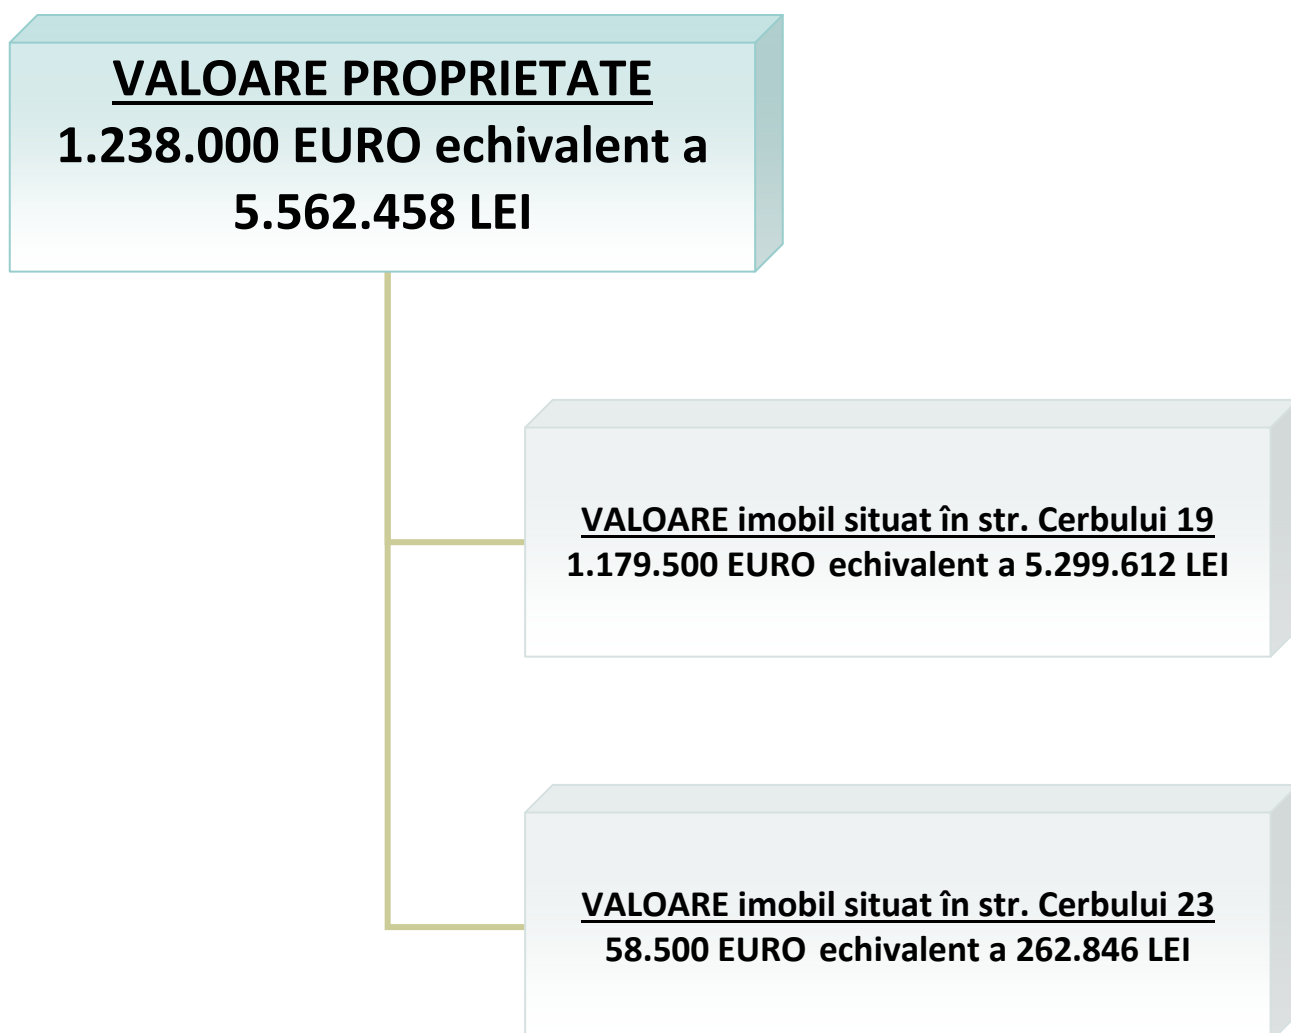 VALOARE PROPRIETATE
1.238.000 EURO echivalent a
5.562.458 LEI
VALOARE imobil situat în str. Cerbului 19
1.179.500 EURO echivalent a 5.299.612 LEI
VALOARE imobil situat în str. Cerbului 23
58.500 EURO echivalent a 262.846 LEI